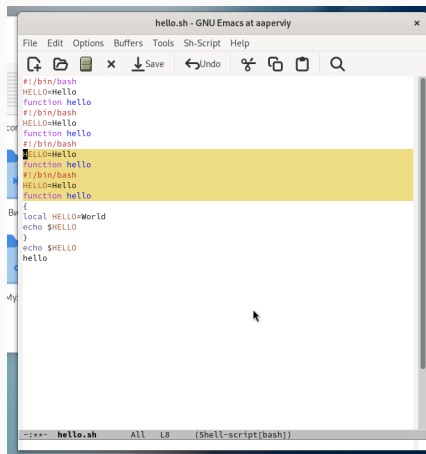 hello.sh - GNU Emacs at aaperviy
File Edit Options Buffers Tools Sh-Script Help
Save Undo
#!/bin/bash
HELLO=Hello
function hello
#!/bin/bash
HELLO=Hello
function hello
#!/bin/bash
HELLO=Hello
function hello
#!/bin/bash
HELLO=Hello
function hello
{
local HELLO=World
echo $HELLO
}
echo $HELLO
hello
-:**- hello.sh All L8 (Shell-script[bash])